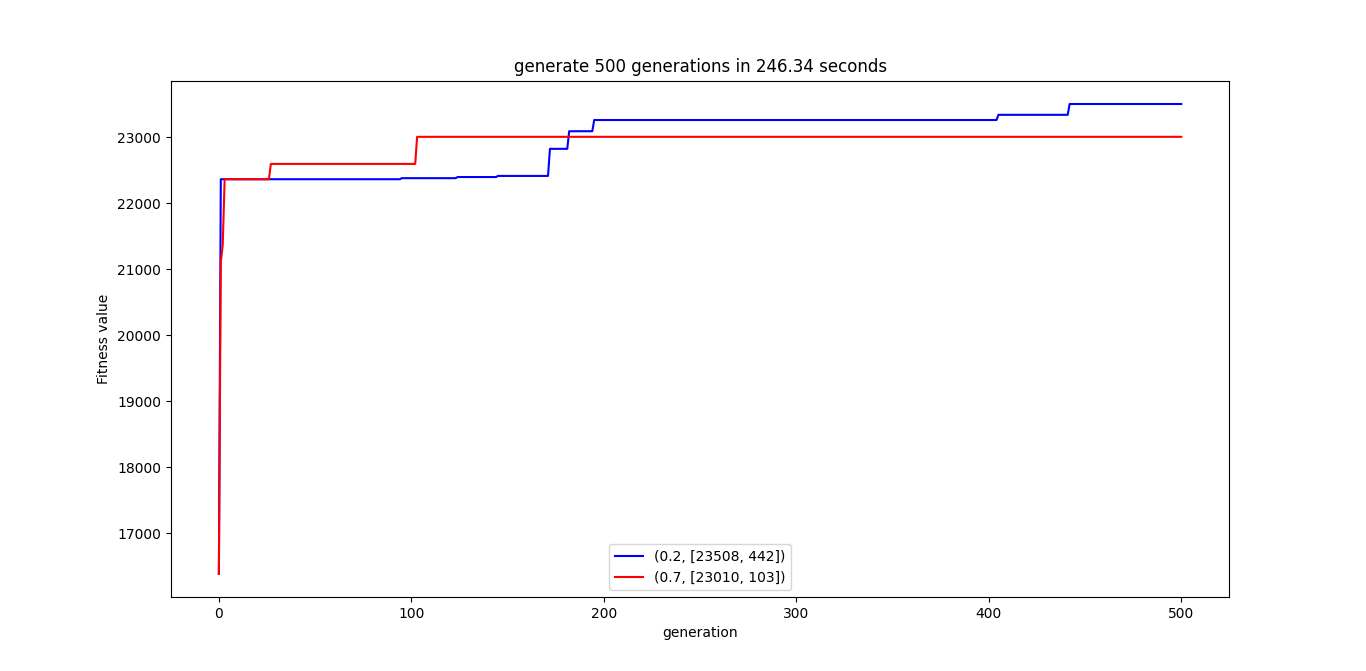 generate 500 generations in 246.34 seconds
Fitness value
23000
22000
21000
20000
19000
18000
17000
(0.2, [23508, 442])
(0.7, [23010, 103])
0 100 200 300 400 500
generation